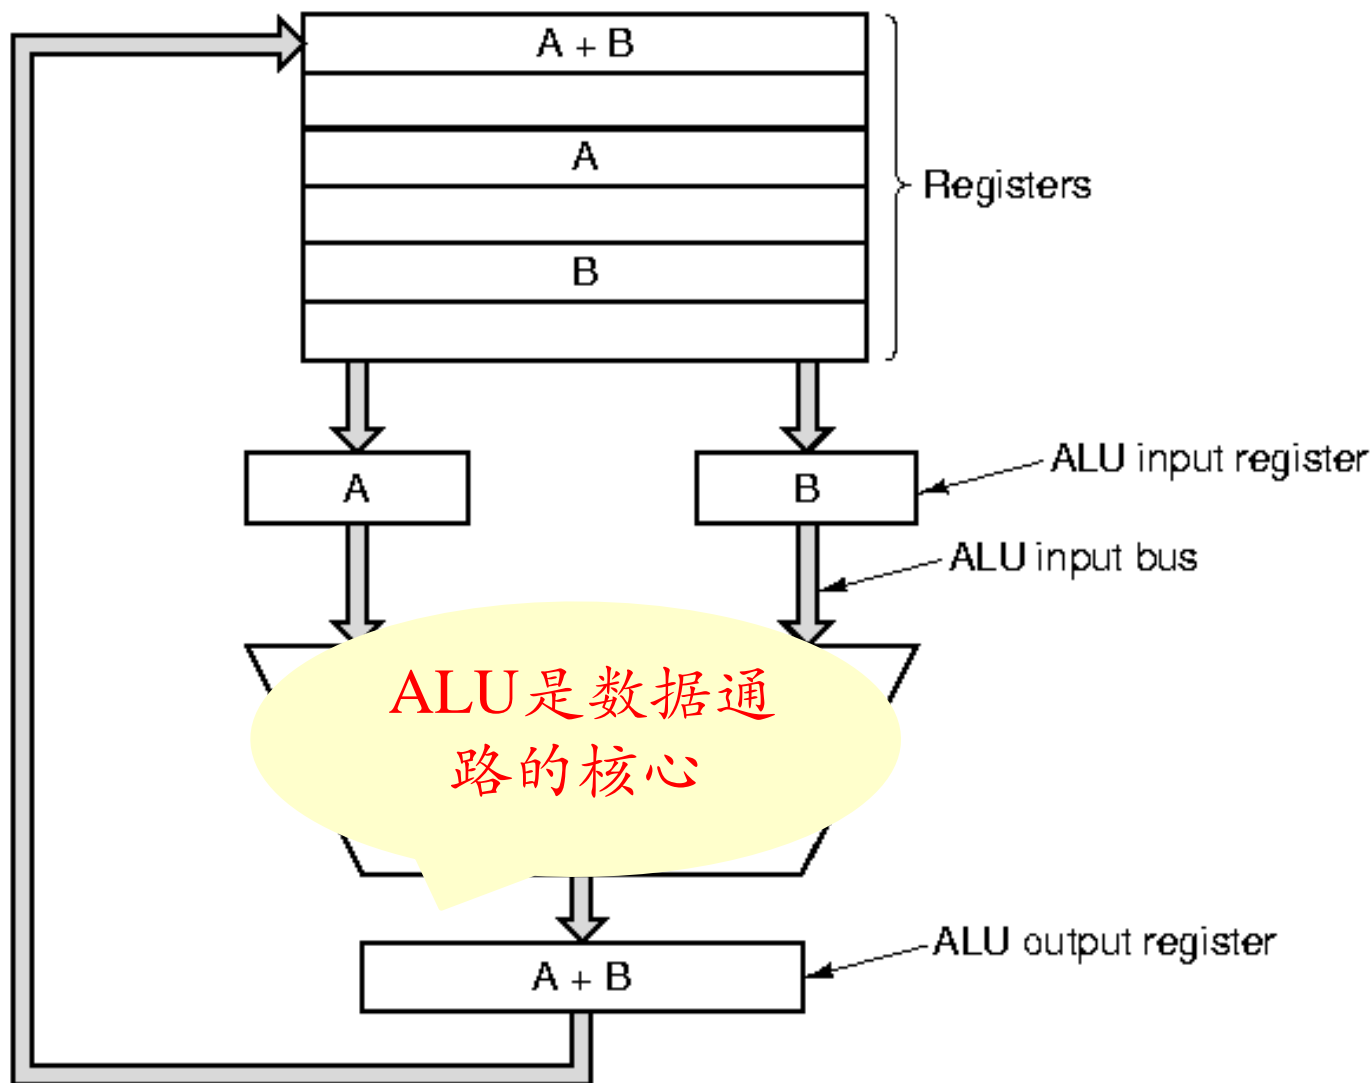 A + B
A
Registers
B
A
B
ALU input register
ALU input bus
ALU是数据通
路的核心
ALU output register
A + B